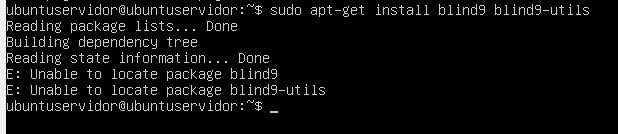 ubuntuservidor@ubuntuservidor:~$ sudo apt-get install blind9 blind9-utils
Reading package lists... Done
Building dependency tree
Reading state information... Done
E: Unable to locate package blind9
E: Unable to locate package blind9-utils
ubuntuservidor@ubuntuservidor:~$ _